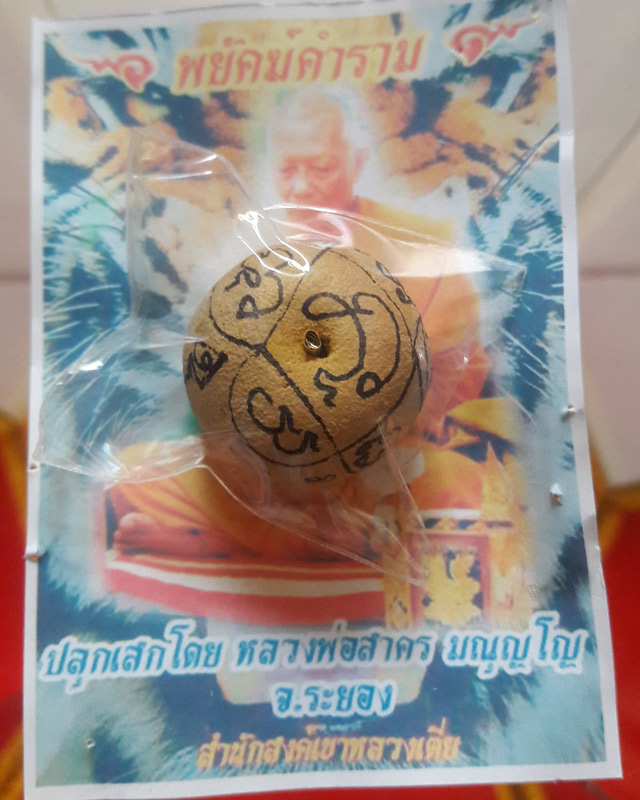 พยัคฆ์คำราม
ปลุกเสกโดย หลวงพ่อสาคร มณุญโญ
จ.ระยอง
สำนักสงฆ์เขาหลวงเตี้ย